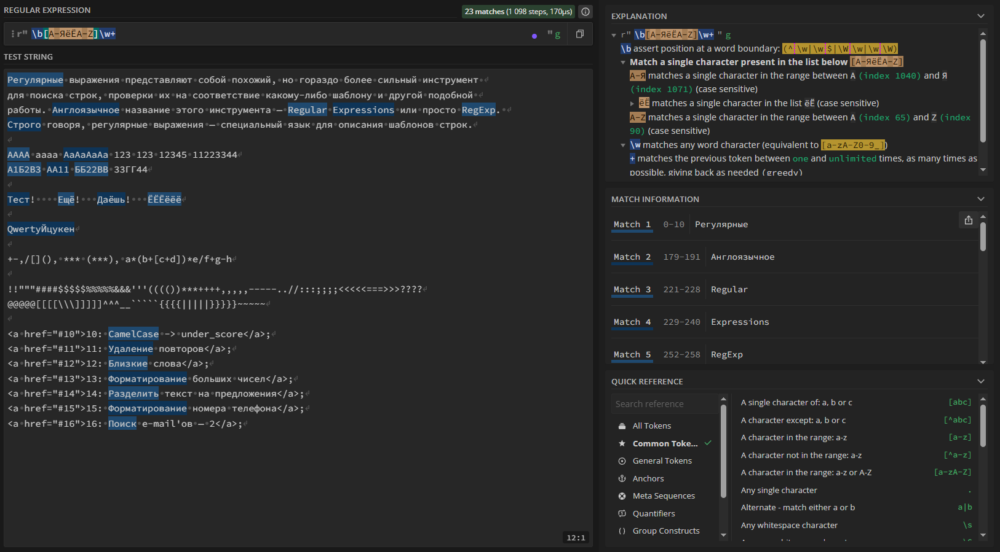 REGULAR EXPRESSION
23 matches (1 098 steps, 170µs)
r" \b[А-ЯёЁA-Z]\w+ " g
TEST STRING
Регулярные выражения представляют собой похожий, но гораздо более сильный инструмент
для поиска строк, проверки их на соответствие какому-либо шаблону и другой подобной
работы. Англоязычное название этого инструмента — Regular Expressions или просто RegExp.
Строго говоря, регулярные выражения — специальный язык для описания шаблонов строк.
АААА аааа АаАаАаАа 123 123 12345 11223344
А1Б2В3 АА11 ББ22ВВ 33ГГ44
Тест! Ещё! Даёшь! ЁЁЁёёё
QwertyЙцукен
+-,/[](), *** (***), a*(b+[c+d])*e/f+g-h
!!"""####$$$$$%%%%%&&&'''(((())***++++,,,,,-----..//:::;;;;<<<<<===>>>????
@@@@@[[[[\\\]]]]]^^^__`````{{{{|||||}}}}}~~~~~
<a href="#10">10: CamelCase -> under_score</a>;
<a href="#11">11: Удаление повторов</a>;
<a href="#12">12: Близкие слова</a>;
<a href="#13">13: Форматирование больших чисел</a>;
<a href="#14">14: Разделить текст на предложения</a>;
<a href="#15">15: Форматирование номера телефона</a>;
<a href="#16">16: Поиск e-mail'ов — 2</a>;
12:1
EXPLANATION
r" \b[А-ЯёЁA-Z]\w+ " g
\b assert position at a word boundary: (^\w|\w$|\W\w|\w\W)
Match a single character present in the list below [А-ЯёЁA-Z]
А-Я matches a single character in the range between А (index 1040) and Я
(index 1071) (case sensitive)
ёЁ matches a single character in the list ёЁ (case sensitive)
A-Z matches a single character in the range between A (index 65) and Z (index
90) (case sensitive)
\w matches any word character (equivalent to [a-zA-Z0-9_])
+ matches the previous token between one and unlimited times, as many times as
possible, giving back as needed (greedy)
MATCH INFORMATION
Match 1 0-10 Регулярные
Match 2 179-191 Англоязычное
Match 3 221-228 Regular
Match 4 229-240 Expressions
Match 5 252-258 RegExp
QUICK REFERENCE
Search reference
All Tokens
Common Toke...
General Tokens
Anchors
Meta Sequences
Quantifiers
Group Constructs
A single character of: a, b or c [abc]
A character except: a, b or c [^abc]
A character in the range: a-z [a-z]
A character not in the range: a-z [^a-z]
A character in the range: a-z or A-Z [a-zA-Z]
Any single character .
Alternate - match either a or b a|b
Any whitespace character \s